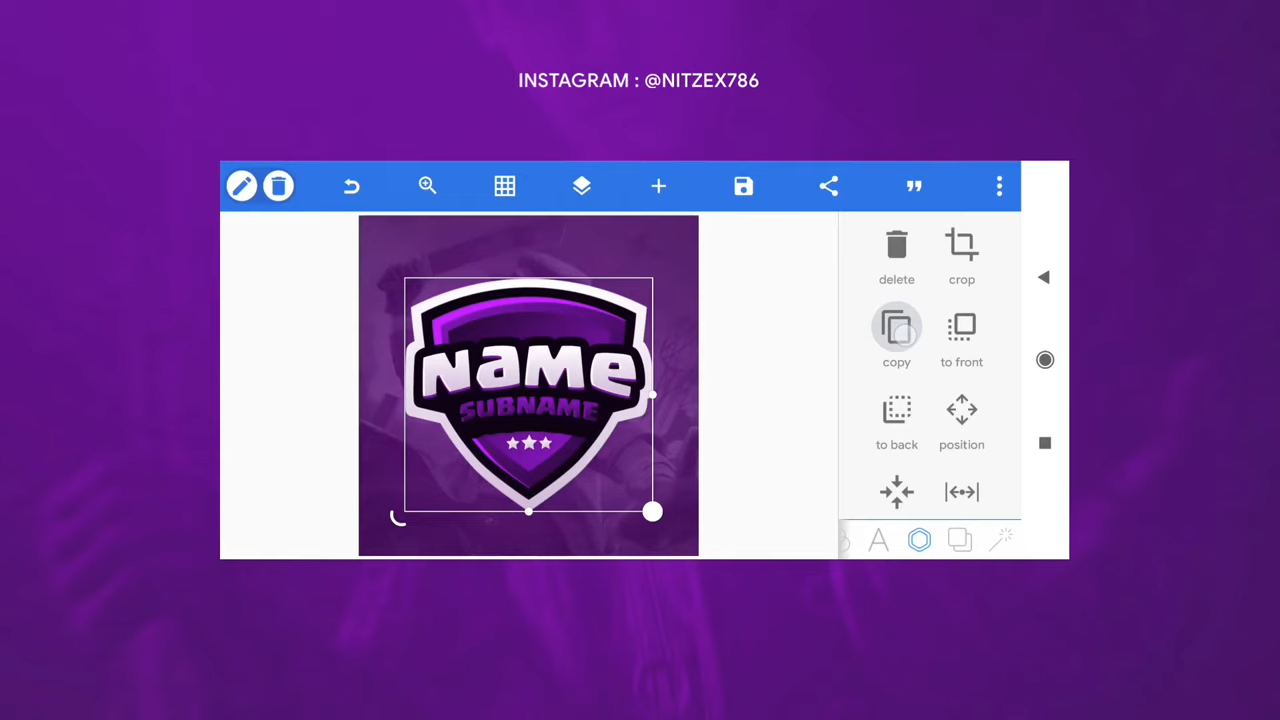 INSTAGRAM : @NITZEX786
delete crop
copy to front
to back position
NAME
SUBNAME